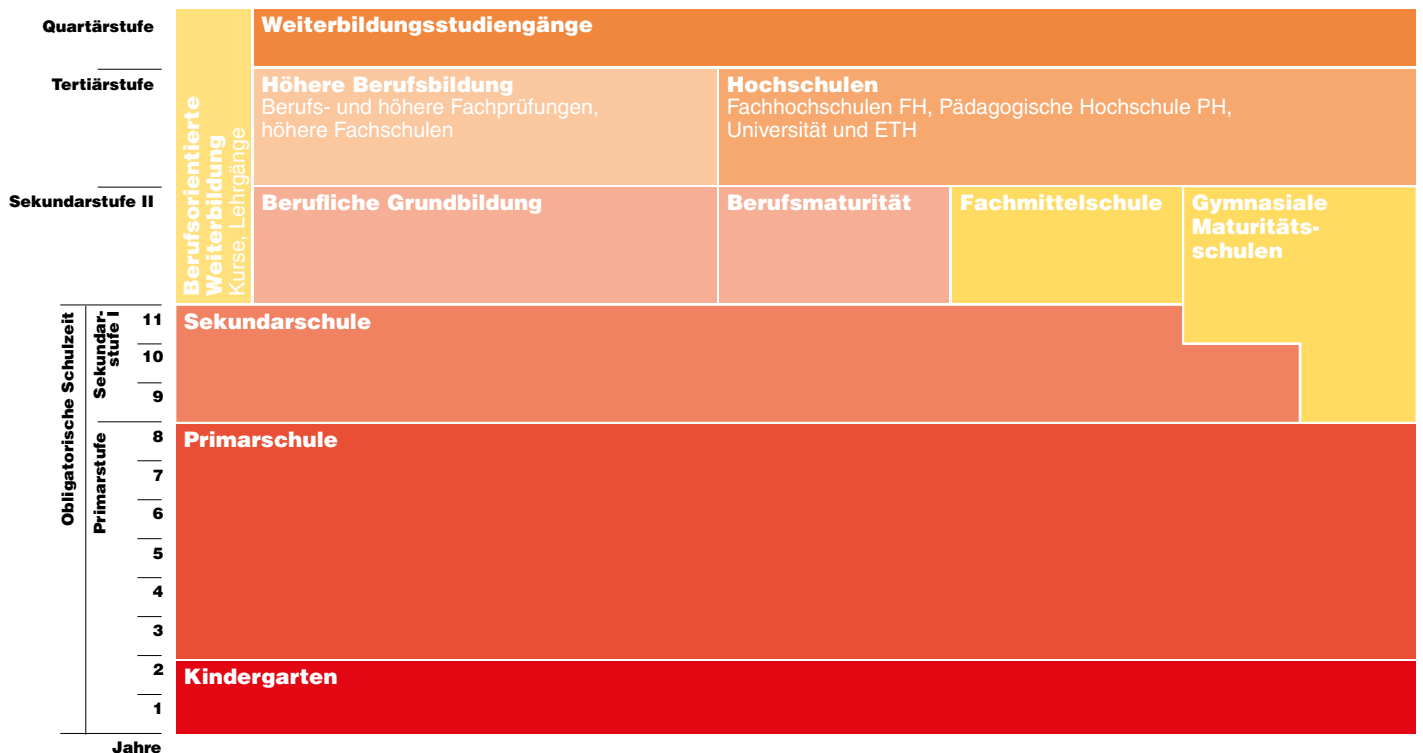 Quartärstufe
Weiterbildungsstudiengänge
Tertiärstufe
Höhere Berufsbildung
Berufs- und höhere Fachprüfungen,
höhere Fachschulen
Hochschulen
Fachhochschulen FH, Pädagogische Hochschule PH,
Universität und ETH
Berufsorientierte
Weiterbildung
Kurse, Lehrgänge
Sekundarstufe II
Berufliche Grundbildung
Berufsmaturität
Fachmittelschule
Gymnasiale
Maturitäts-
schulen
Obligatorische Schulzeit
Sekundar-
stufe I
11
Sekundarschule
10
9
Primarstufe
8
Primarschule
7
6
5
4
3
2
Kindergarten
1
Jahre